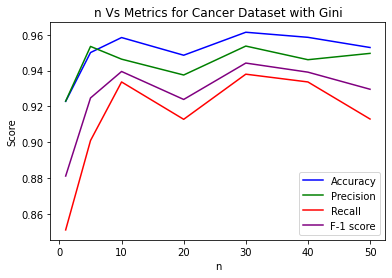 n Vs Metrics for Cancer Dataset with Gini
Score
0.96
0.94
0.92
0.90
0.88
0.86
Accuracy
Precision
Recall
F-1 score
0
10
20
30
40
50
n